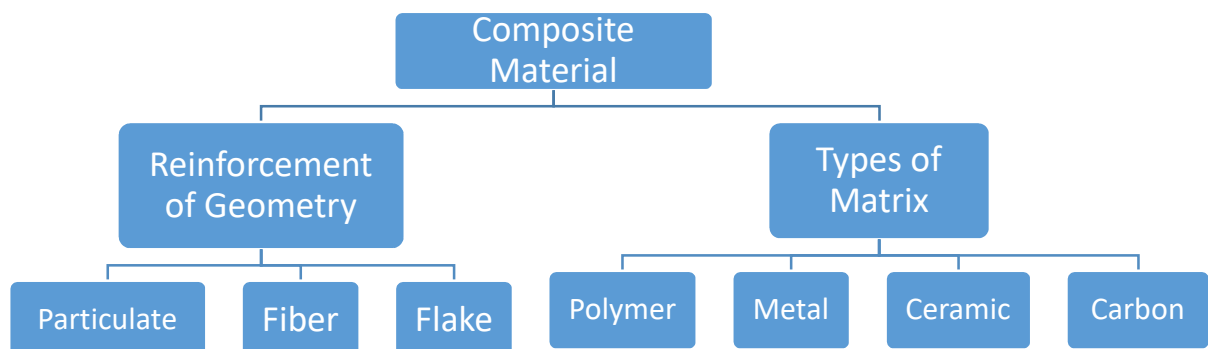 Composite
Material
Reinforcement
of Geometry
Types of
Matrix
Particulate
Fiber
Flake
Polymer
Metal
Ceramic
Carbon